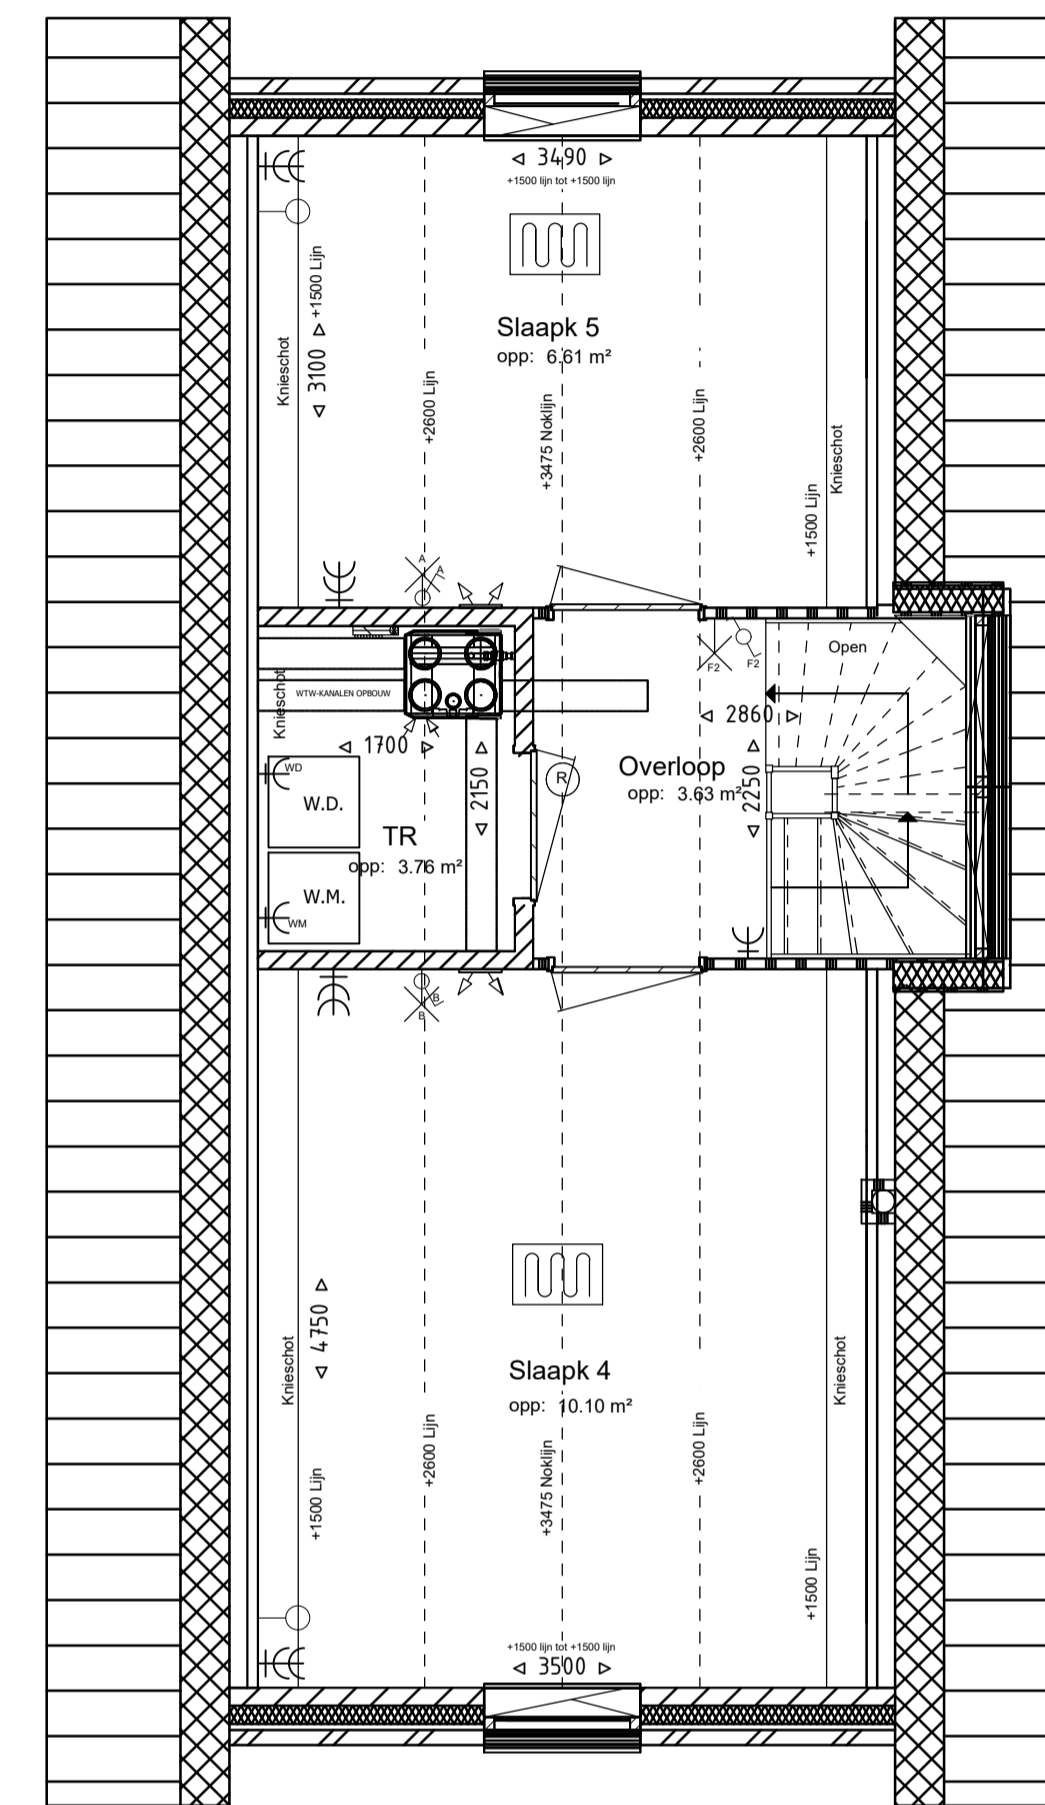 3490
+1500 lijn tot +1500 lijn
+1500 Lijn
3100
Knieschot
Slaapk 5
opp: 6.61 m²
+2600 Lijn
+3475 Noklijn
+2600 Lijn
Knieschot
+1500 Lijn
A
A
F2
F2
Open
Knieschot
WTW-KANALEN OPBOUW
1700
2150
2860
2250
Overloop
opp: 3.63 m²
R
WD
W.D.
TR
opp: 3.76 m²
W.M.
WM
B
B
4750
Knieschot
Slaapk 4
opp: 10.10 m²
Knieschot
+1500 Lijn
+2600 Lijn
+3475 Noklijn
+2600 Lijn
+1500 Lijn
+1500 lijn tot +1500 lijn
3500